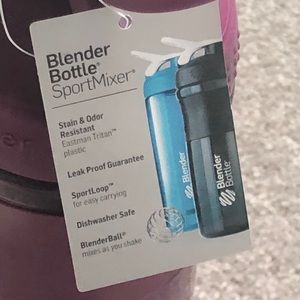 Blender
Bottle®
SportMixer®
Stain & Odor
Resistant
Eastman Tritan™
plastic
Leak Proof Guarantee
SportLoop™
for easy carrying
Dishwasher Safe
BlenderBall®
mixes as you shake
Blender
Blender
Bottle